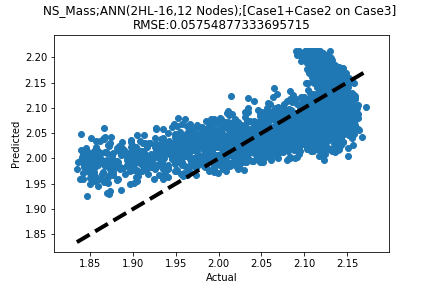 NS_Mass;ANN(2HL-16,12 Nodes);[Case1+Case2 on Case3]
RMSE:0.05754877333695715
2.20
2.15
2.10
2.05
2.00
1.95
1.90
1.85
Predicted
1.85 1.90 1.95 2.00 2.05 2.10 2.15
Actual